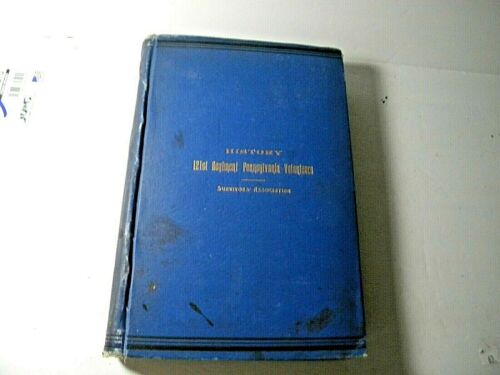 HISTORY
121st Regiment Pennsylvania Volunteers
SURVIVORS' ASSOCIATION